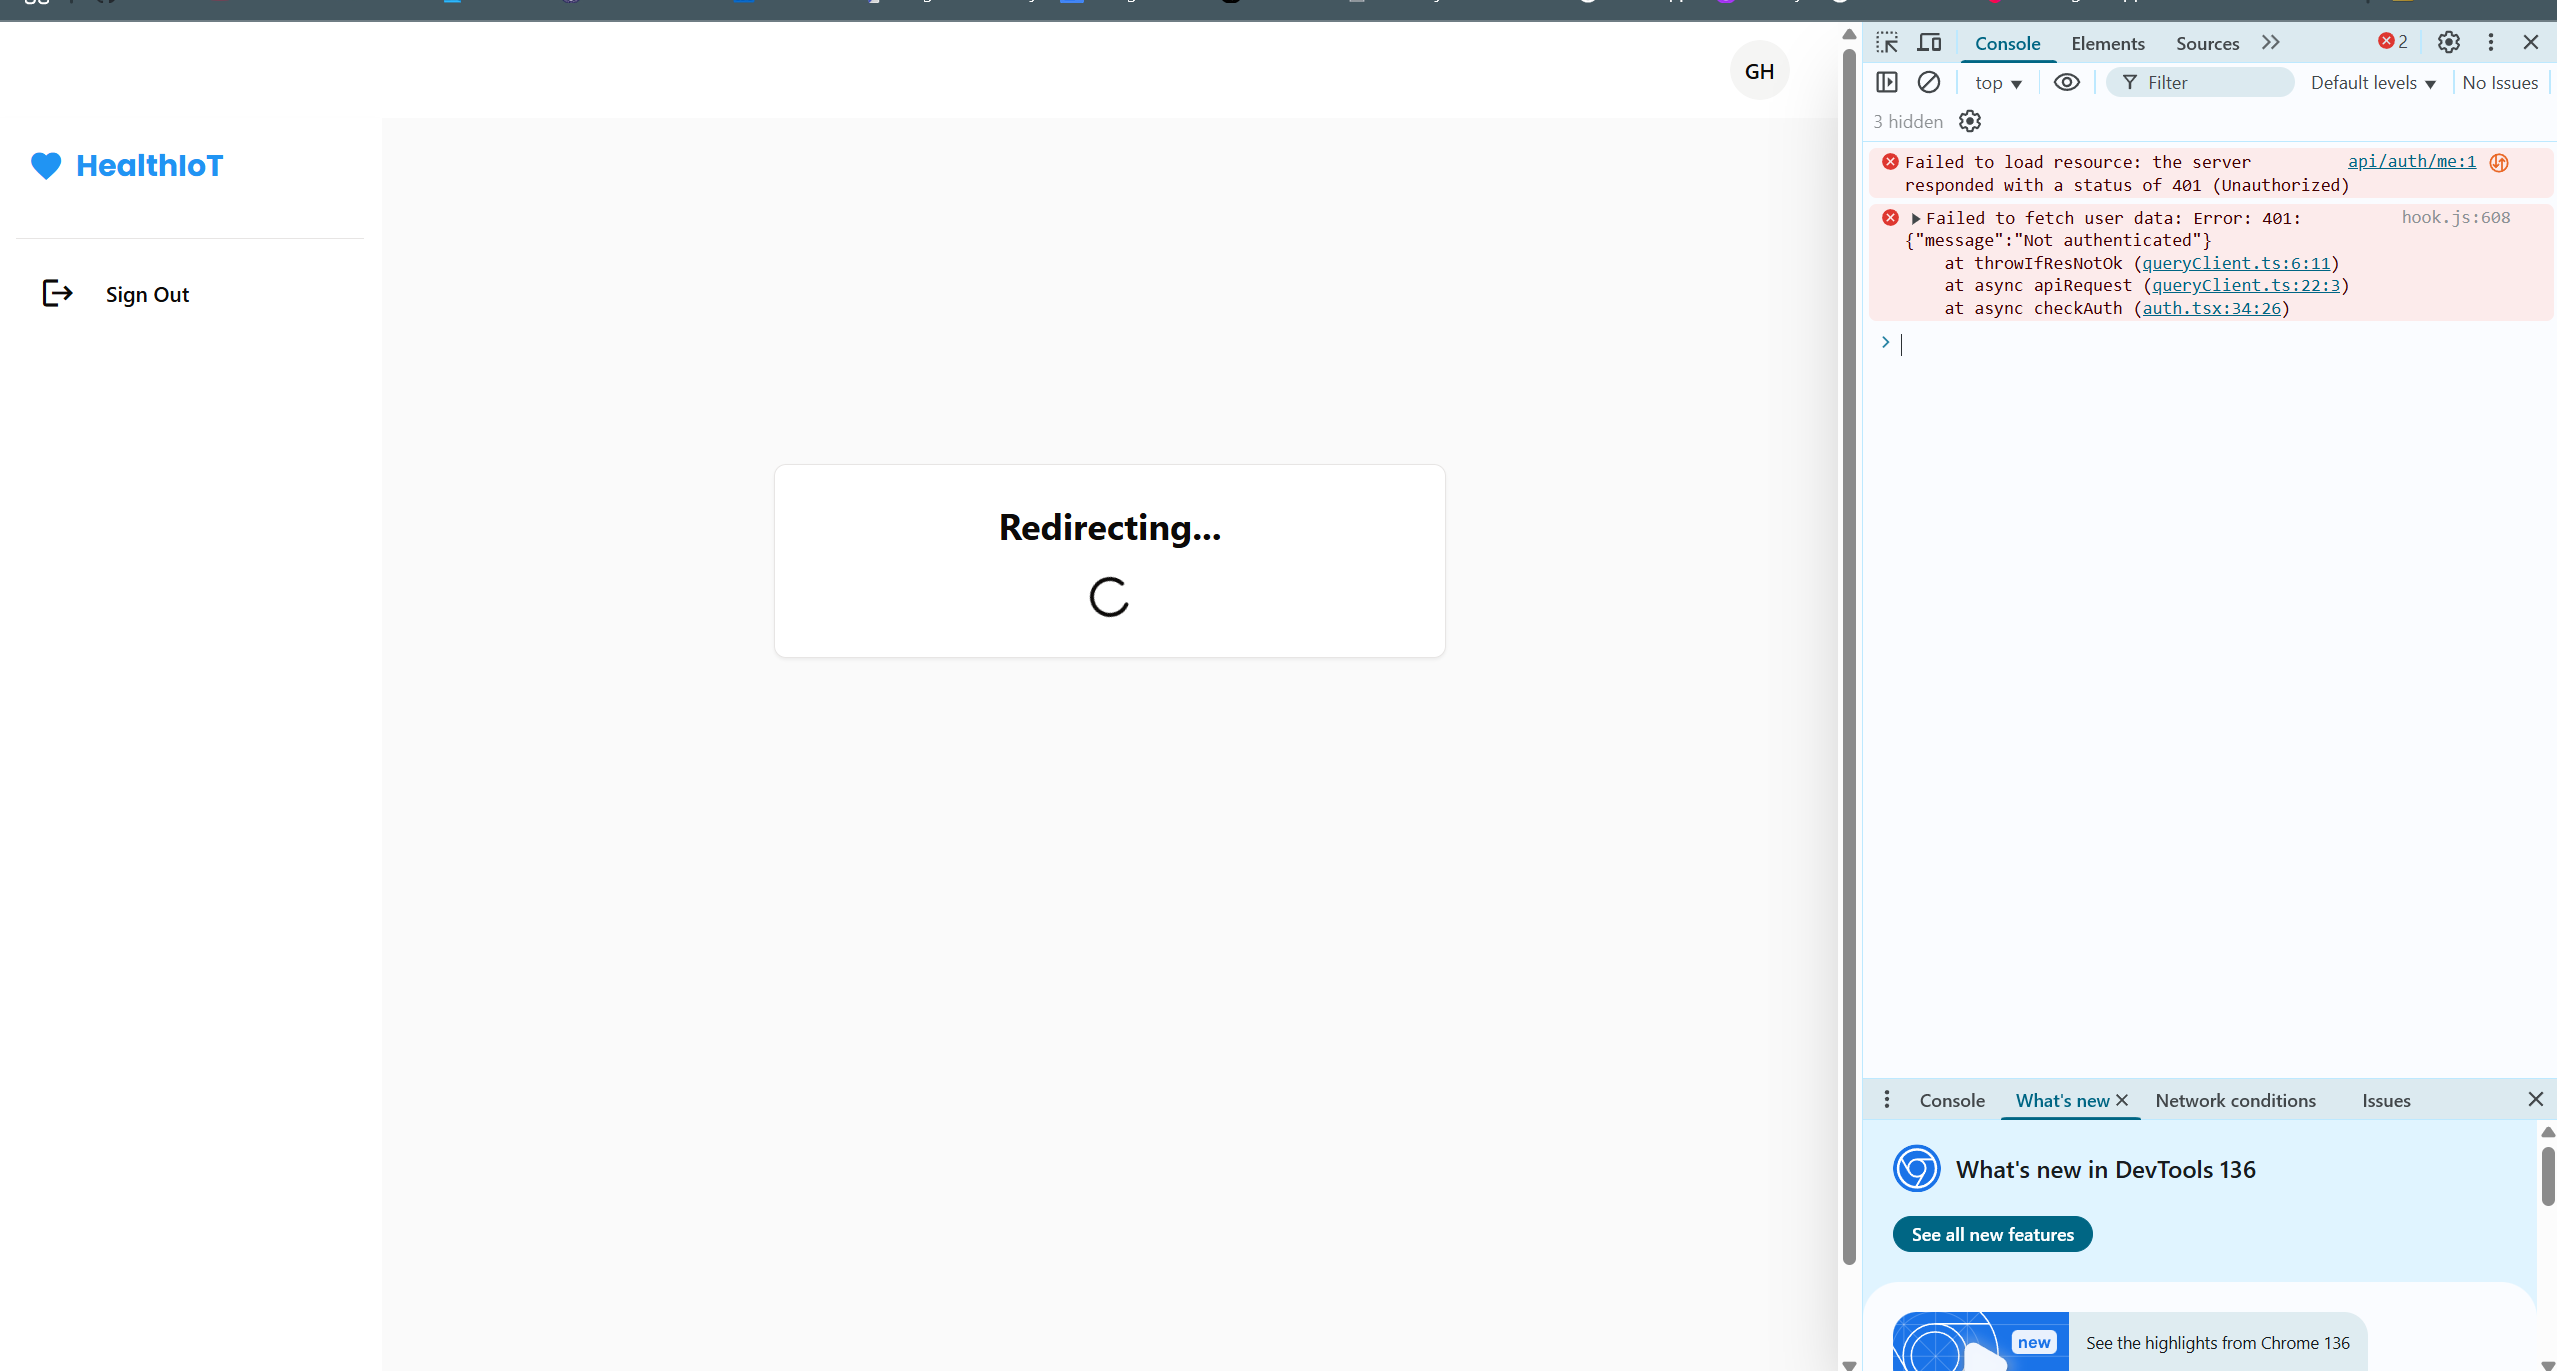 GH
HealthIoT
Sign Out
Redirecting...
Console Elements Sources 2
top Filter Default levels No Issues
3 hidden
Failed to load resource: the server api/auth/me:1
responded with a status of 401 (Unauthorized)
Failed to fetch user data: Error: 401: hook.js:608
{"message":"Not authenticated"}
at throwIfResNotOk (queryClient.ts:6:11)
at async apiRequest (queryClient.ts:22:3)
at async checkAuth (auth.tsx:34:26)
Console What's new Network conditions Issues
What's new in DevTools 136
See all new features
new See the highlights from Chrome 136